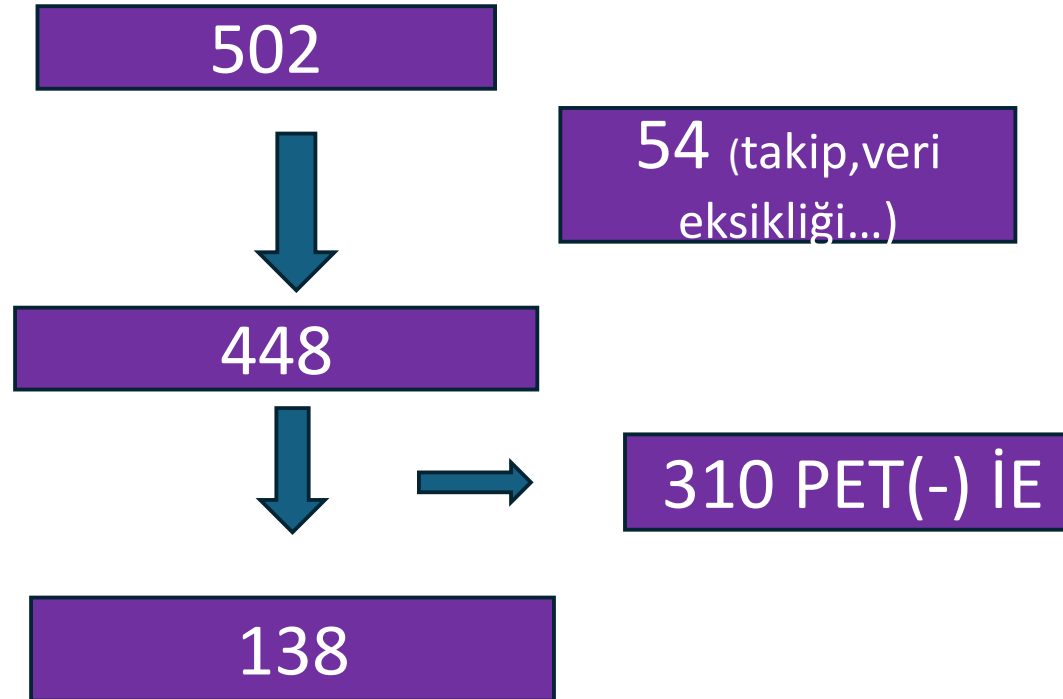 502
54 (takip,veri
eksikliği...)
448
310 PET(-) İE
138